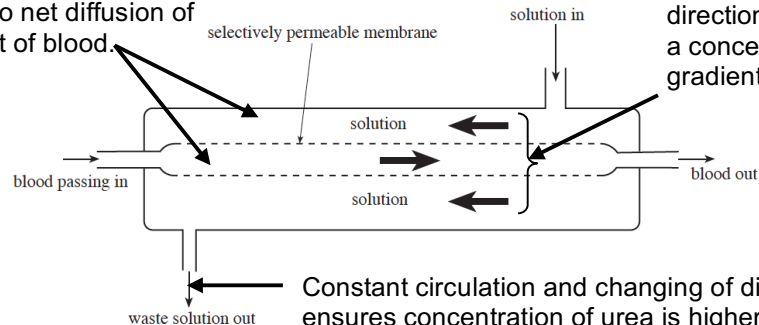 o net diffusion of
t of blood.
selectively permeable membrane
solution in
direction
a conce
gradient
solution
blood passing in
blood out
solution
Constant circulation and changing of di
ensures concentration of urea is higher
waste solution out